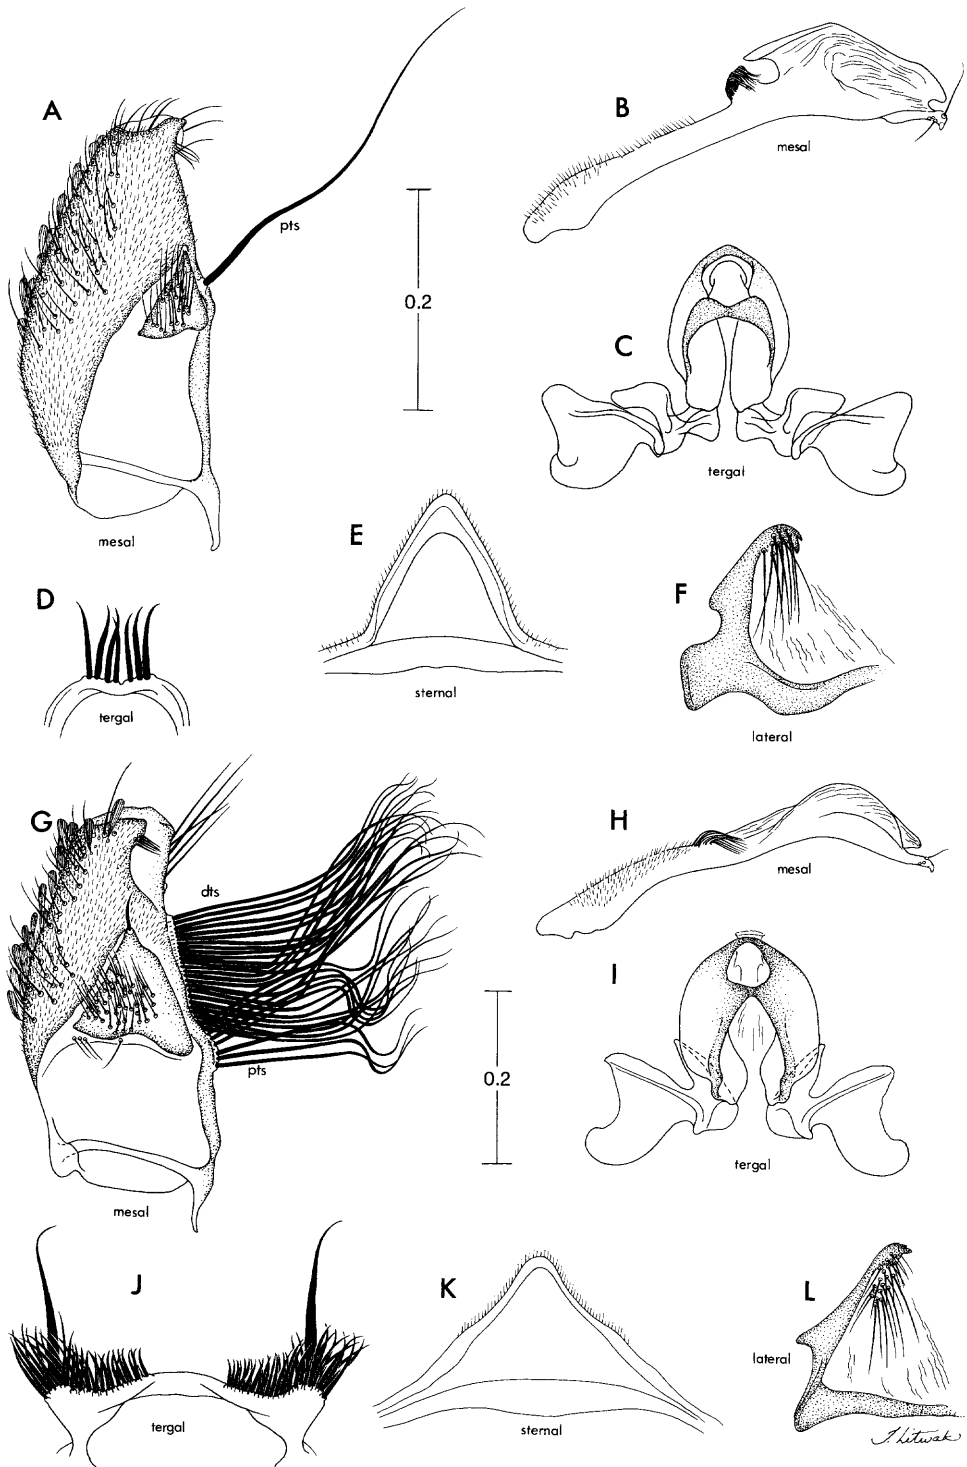 A
pts
mesal
0.2
B
mesal
C
tergal
D
tergal
E
sternal
F
lateral
G
dts
pts
mesal
0.2
H
mesal
I
tergal
J
tergal
K
sternal
L
lateral
T. Litwak